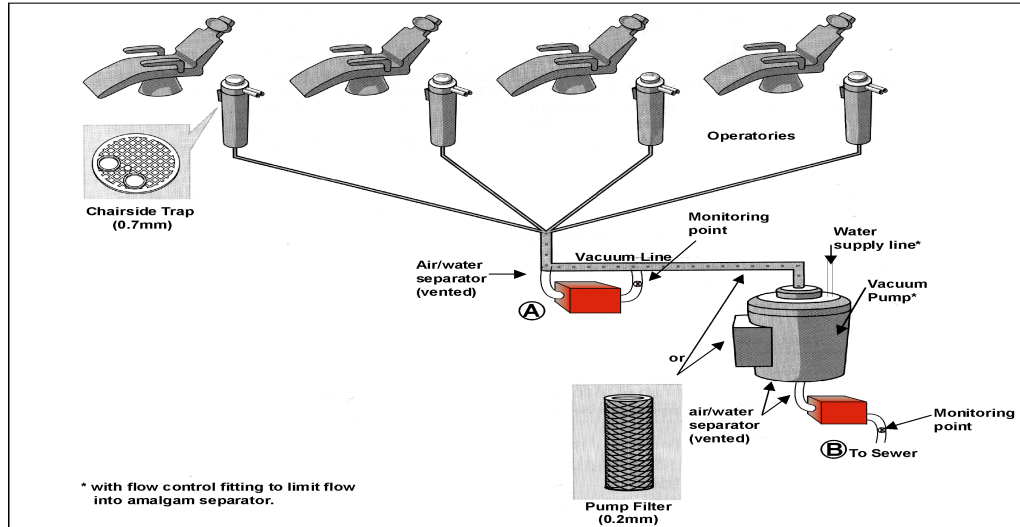 Operatories
Chairside Trap
(0.7mm)
Monitoring
point
Water
supply line*
Vacuum Line
Air/water
separator
(vented)
A
Vacuum
Pump*
or
air/water
separator
(vented)
Monitoring
point
B To Sewer
* with flow control fitting to limit flow
into amalgam separator.
Pump Filter
(0.2mm)